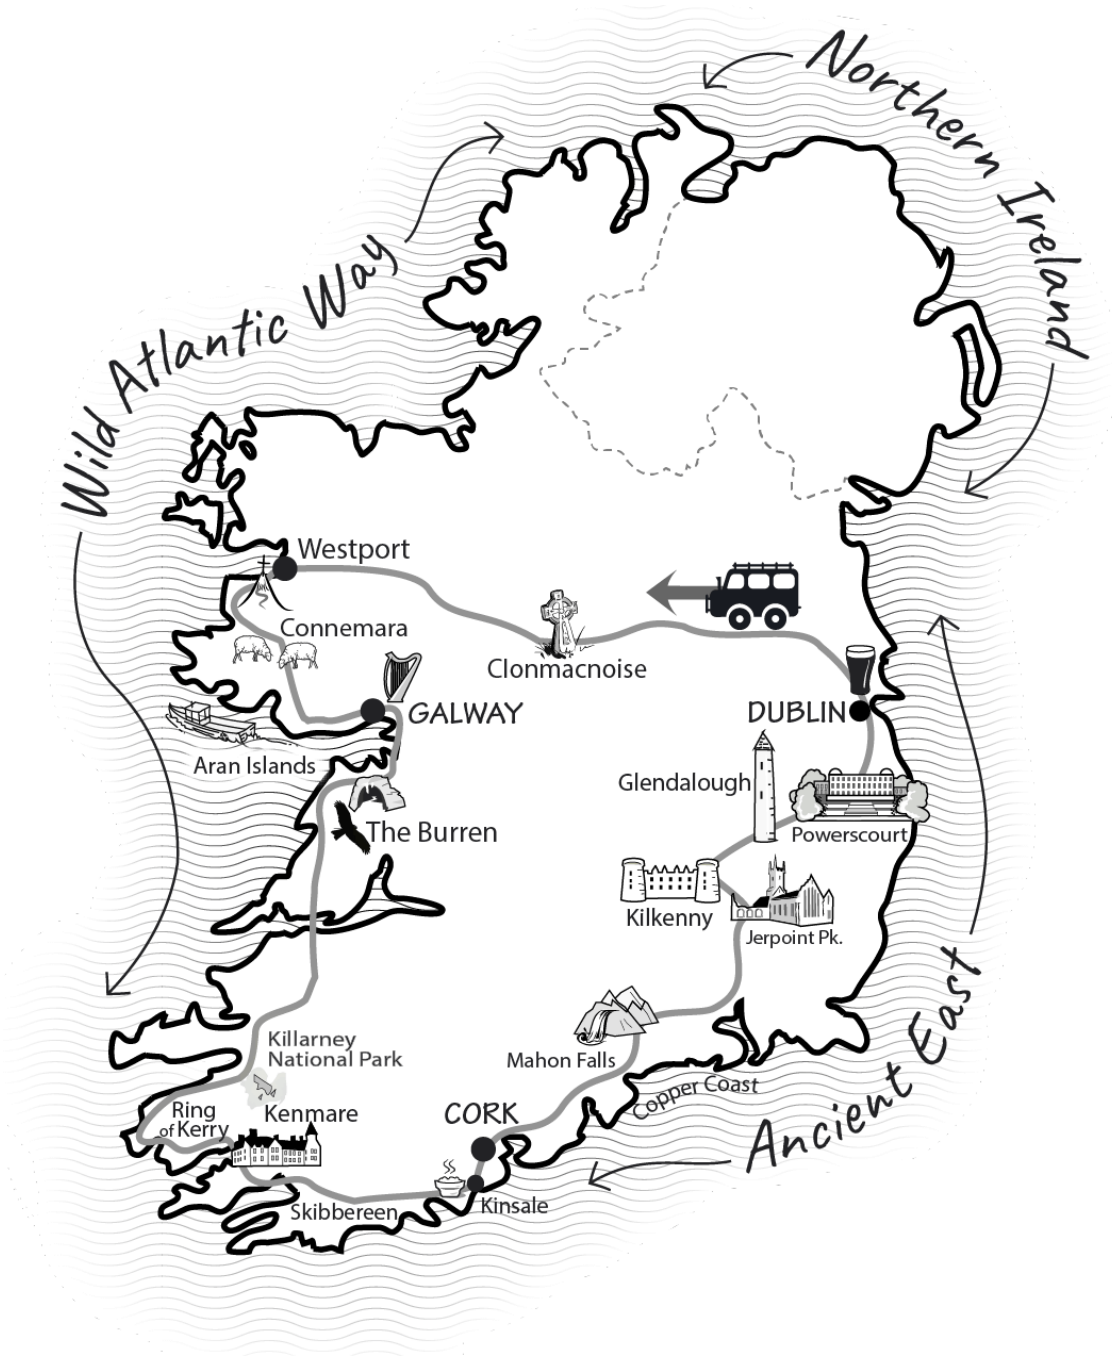 Northern Ireland
Wild Atlantic Way
Westport
Connemara
Clonmacnoise
GALWAY
DUBLIN
Aran Islands
Glendalough
The Burren
Powerscourt
Kilkenny
Jerpoint Pk.
Ancient East
Killarney
National Park
Mahon Falls
Copper Coast
Ring
of Kerry
Kenmare
CORK
Kinsale
Skibbereen